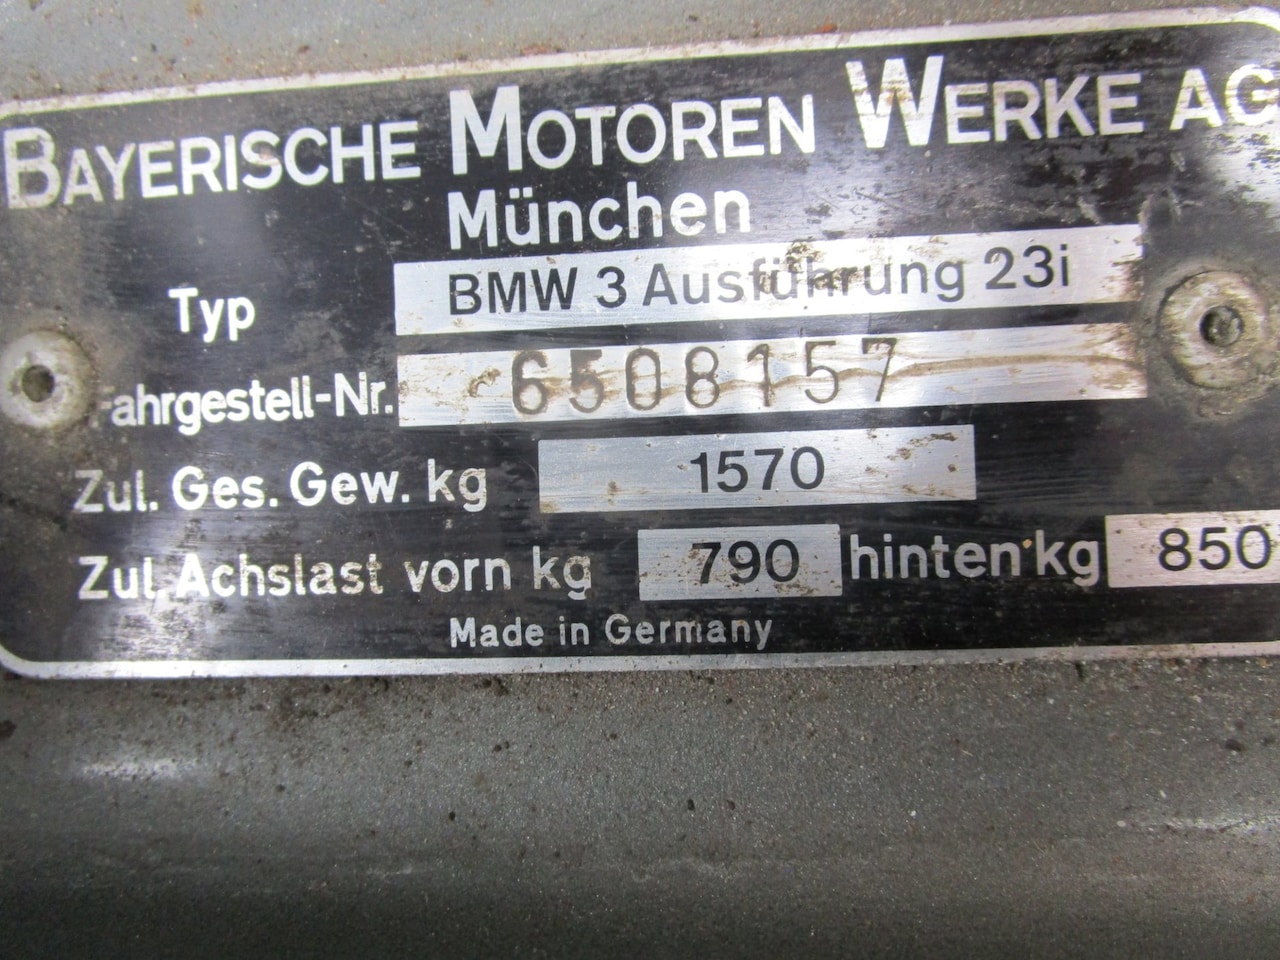 BAYERISCHE MOTOREN WERKE AG
München
Typ BMW 3 Ausführung 23i
Fahrgestell-Nr. 6508157
Zul. Ges. Gew. kg 1570
Zul. Achslast vorn kg 790 hinten kg 850
Made in Germany